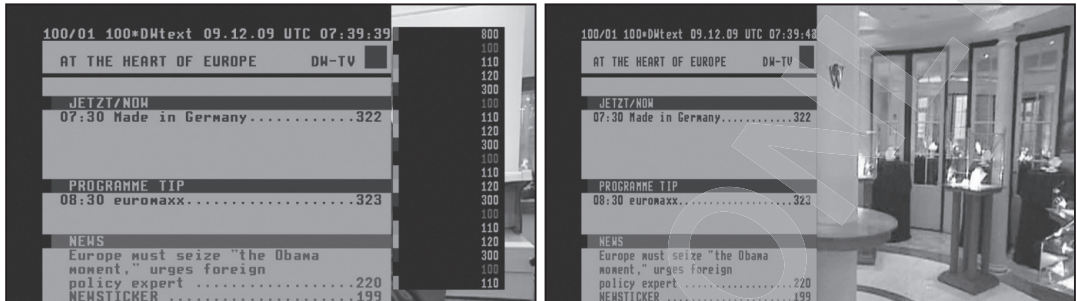 100/01 100*DWtext 09.12.09 UTC 07:39:39
AT THE HEART OF EUROPE DW-TV
JETZT/NOW
07:30 Made in Germany............322
PROGRAMME TIP
08:30 euromaxx..................323
NEWS
Europe must seize "the Obama
moment," urges foreign
policy expert ..................220
NEWSTICKER .....................199
800
100
110
120
300
100
110
120
300
100
110
120
300
100
110
120
300
100
110
100/01 100*DWtext 09.12.09 UTC 07:39:43
AT THE HEART OF EUROPE DW-TV
JETZT/NOW
07:30 Made in Germany............322
PROGRAMME TIP
08:30 euromaxx..................323
NEWS
Europe must seize "the Obama
moment," urges foreign
policy expert ..................220
NEWSTICKER .....................199